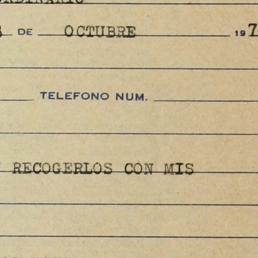 DE OCTUBRE 197
TELEFONO NUM.
RECOGERLOS CON MIS